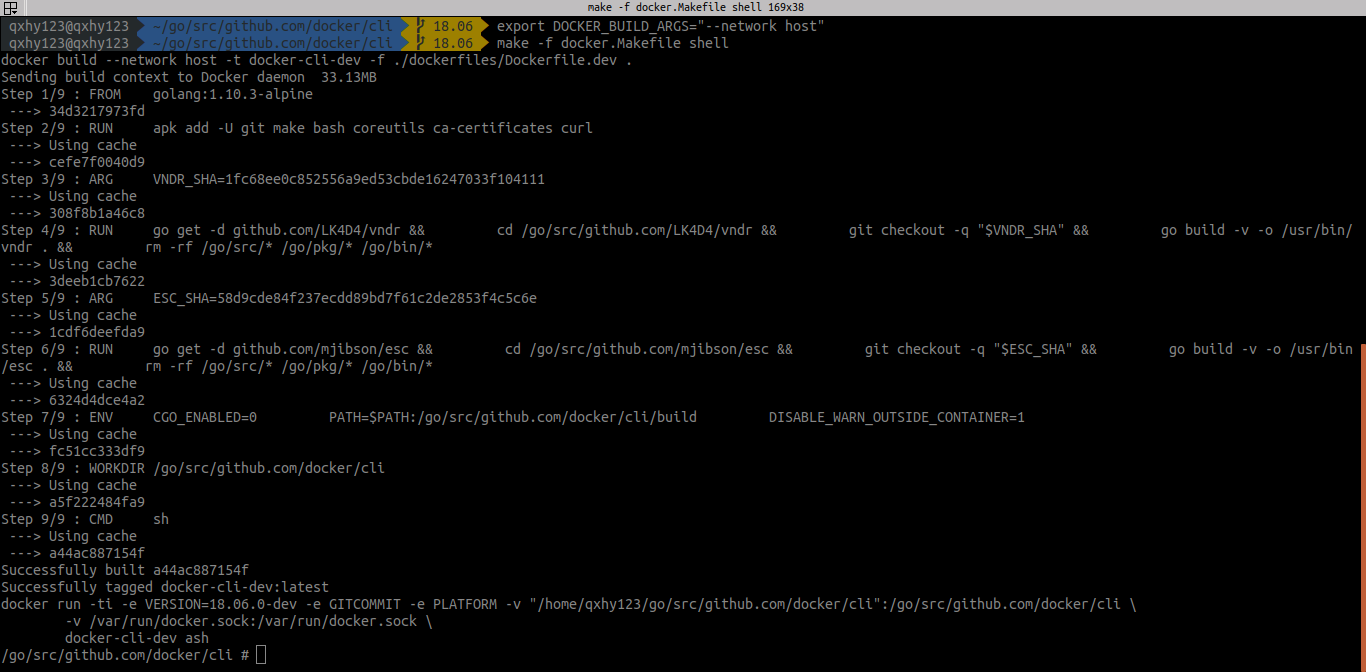 make -f docker.Makefile shell 169x38
qxhy123@qxhy123 ~/go/src/github.com/docker/cli 18.06 export DOCKER_BUILD_ARGS="--network host"
qxhy123@qxhy123 ~/go/src/github.com/docker/cli 18.06 make -f docker.Makefile shell
docker build --network host -t docker-cli-dev -f ./dockerfiles/Dockerfile.dev .
Sending build context to Docker daemon  33.13MB
Step 1/9 : FROM    golang:1.10.3-alpine
 ---> 34d3217973fd
Step 2/9 : RUN     apk add -U git make bash coreutils ca-certificates curl
 ---> Using cache
 ---> cefe7f0040d9
Step 3/9 : ARG     VNDR_SHA=1fc68ee0c852556a9ed53cbde16247033f104111
 ---> Using cache
 ---> 308f8b1a46c8
Step 4/9 : RUN     go get -d github.com/LK4D4/vndr &&         cd /go/src/github.com/LK4D4/vndr &&         git checkout -q "$VNDR_SHA" &&         go build -v -o /usr/bin/
vndr . &&         rm -rf /go/src/* /go/pkg/* /go/bin/*
 ---> Using cache
 ---> 3deeb1cb7622
Step 5/9 : ARG     ESC_SHA=58d9cde84f237ecdd89bd7f61c2de2853f4c5c6e
 ---> Using cache
 ---> 1cdf6deefda9
Step 6/9 : RUN     go get -d github.com/mjibson/esc &&         cd /go/src/github.com/mjibson/esc &&         git checkout -q "$ESC_SHA" &&         go build -v -o /usr/bin
/esc . &&         rm -rf /go/src/* /go/pkg/* /go/bin/*
 ---> Using cache
 ---> 6324d4dce4a2
Step 7/9 : ENV     CGO_ENABLED=0         PATH=$PATH:/go/src/github.com/docker/cli/build         DISABLE_WARN_OUTSIDE_CONTAINER=1
 ---> Using cache
 ---> fc51cc333df9
Step 8/9 : WORKDIR /go/src/github.com/docker/cli
 ---> Using cache
 ---> a5f222484fa9
Step 9/9 : CMD     sh
 ---> Using cache
 ---> a44ac887154f
Successfully built a44ac887154f
Successfully tagged docker-cli-dev:latest
docker run -ti -e VERSION=18.06.0-dev -e GITCOMMIT -e PLATFORM -v "/home/qxhy123/go/src/github.com/docker/cli":/go/src/github.com/docker/cli \
        -v /var/run/docker.sock:/var/run/docker.sock \
        docker-cli-dev ash
/go/src/github.com/docker/cli #